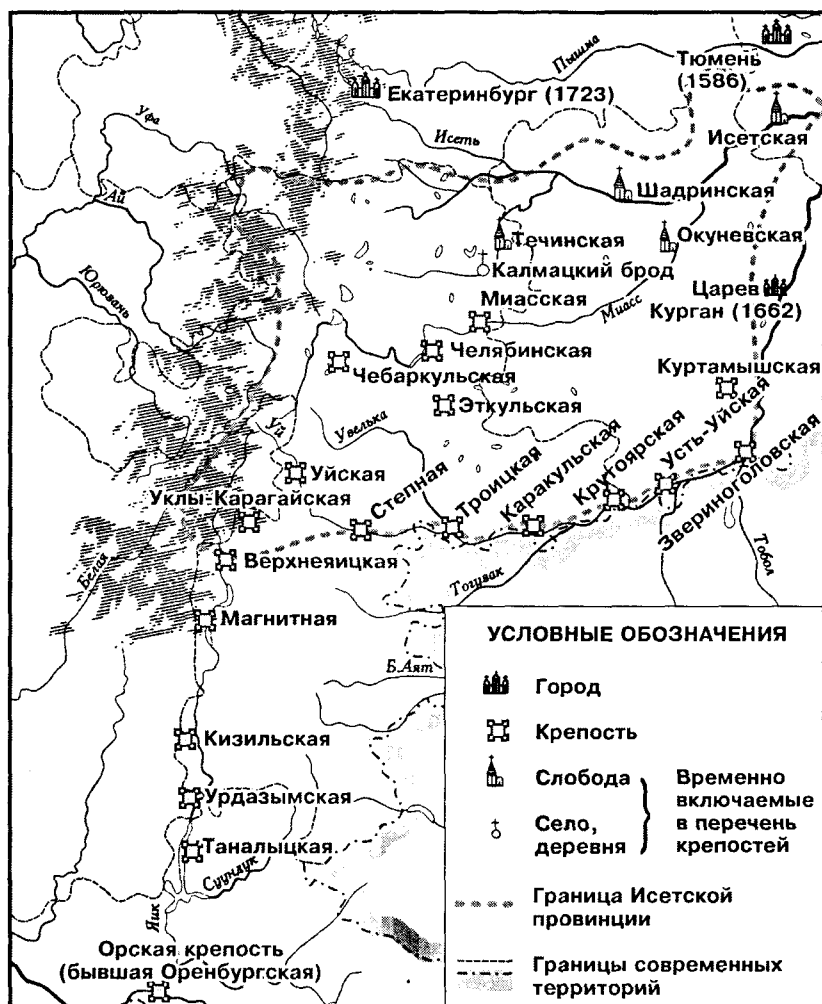 Тюмень
(1586)
Пышма
Екатеринбург (1723)
Уфа
Исеть
Исетская
Ай
Шадринская
Течинская
Окуневская
Калмацкий брод
Юрюзань
Царев
Курган (1662)
Миасская
Миасс
Челябинская
Чебаркульская
Куртамышская
Эткульская
Уй
Увелька
Уйская
Уклы-Карагайская
Степная
Троицкая
Каракульская
Крутоярская
Усть-Уйская
Звериноголовская
Верхнеяицкая
Белая
Тогузак
Тобол
Магнитная
Б.Аят
Кизильская
Урдазымская
Таналыцкая
Суундук
Яик
Орская крепость
(бывшая Оренбургская)
УСЛОВНЫЕ ОБОЗНАЧЕНИЯ
Город
Крепость
Слобода
Село,
деревня
Временно
включаемые
в перечень
крепостей
Граница Исетской
провинции
Границы современных
территорий